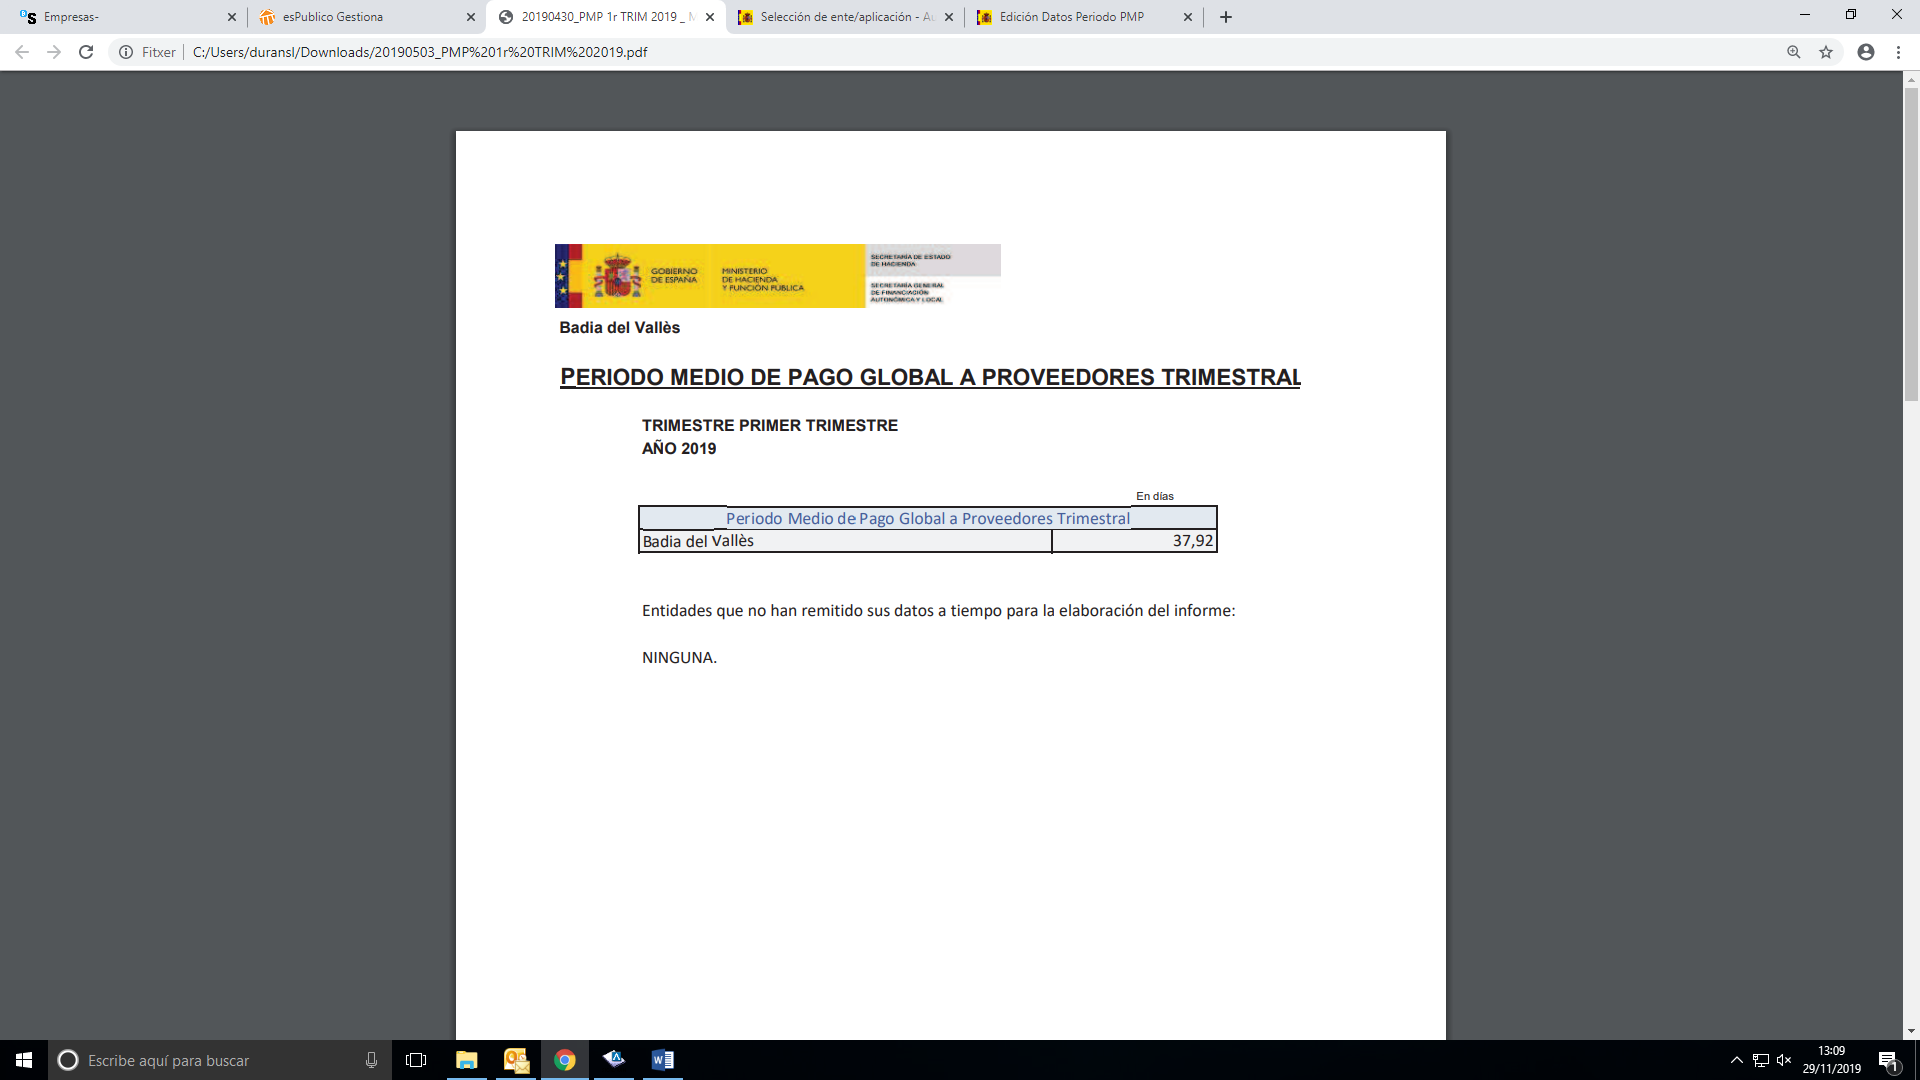 Empresas-
esPublico Gestiona
20190430_PMP 1r TRIM 2019 _ M
Selección de ente/aplicación - Au
Edición Datos Periodo PMP
Fitxer
C:/Users/duransl/Downloads/20190503_PMP%201r%20TRIM%202019.pdf
GOBIERNO
DE ESPAÑA
MINISTERIO
DE HACIENDA
Y FUNCIÓN PÚBLICA
SECRETARÍA DE ESTADO
DE HACIENDA
SECRETARÍA GENERAL
DE FINANCIACIÓN
AUTONÓMICA Y LOCAL
Badia del Vallès
PERIODO MEDIO DE PAGO GLOBAL A PROVEEDORES TRIMESTRAL
TRIMESTRE PRIMER TRIMESTRE
AÑO 2019
En días
Periodo Medio de Pago Global a Proveedores Trimestral
Badia del Vallès 37,92
Entidades que no han remitido sus datos a tiempo para la elaboración del informe:
NINGUNA.
Escribe aquí para buscar
13:09
29/11/2019
1